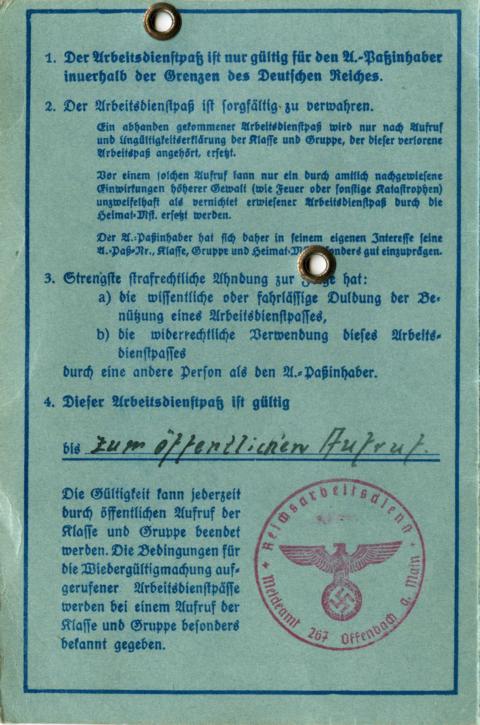 1. Der Arbeitsdienstpaß ist nur gültig für den A.-Paßinhaber
innerhalb der Grenzen des Deutschen Reiches.
2. Der Arbeitsdienstpaß ist sorgfältig zu verwahren.
Ein abhanden gekommener Arbeitsdienstpaß wird nur nach Aufruf
und Ungültigkeitserklärung der Klasse und Gruppe, der dieser verlorene
Arbeitspaß angehört, ersetzt.
Vor einem solchen Aufruf kann nur ein durch amtlich nachgewiesene
Einwirkungen höherer Gewalt (wie Feuer oder sonstige Katastrophen)
unzweifelhaft als vernichtet erwiesener Arbeitsdienstpaß durch die
Heimat-Mst. ersetzt werden.
Der A.-Paßinhaber hat sich daher in seinem eigenen Interesse seine
A.-Paß-Nr., Klasse, Gruppe und Heimat-Mst. besonders gut einzuprägen.
3. Strengste strafrechtliche Ahndung zur Folge hat:
a) die wissentliche oder fahrlässige Duldung der Be-
nützung eines Arbeitsdienstpasses,
b) die widerrechtliche Verwendung dieses Arbeits-
dienstpasses
durch eine andere Person als den A.-Paßinhaber.
4. Dieser Arbeitsdienstpaß ist gültig
bis zum öffentlichen Aufruf.
Die Gültigkeit kann jederzeit
durch öffentlichen Aufruf der
Klasse und Gruppe beendet
werden. Die Bedingungen für
die Wiedergültigmachung auf-
gerufener Arbeitsdienstpässe
werden bei einem Aufruf der
Klasse und Gruppe besonders
bekannt gegeben.
Reichsarbeitsdienst
Meldeamt 267 Offenbach a. Main